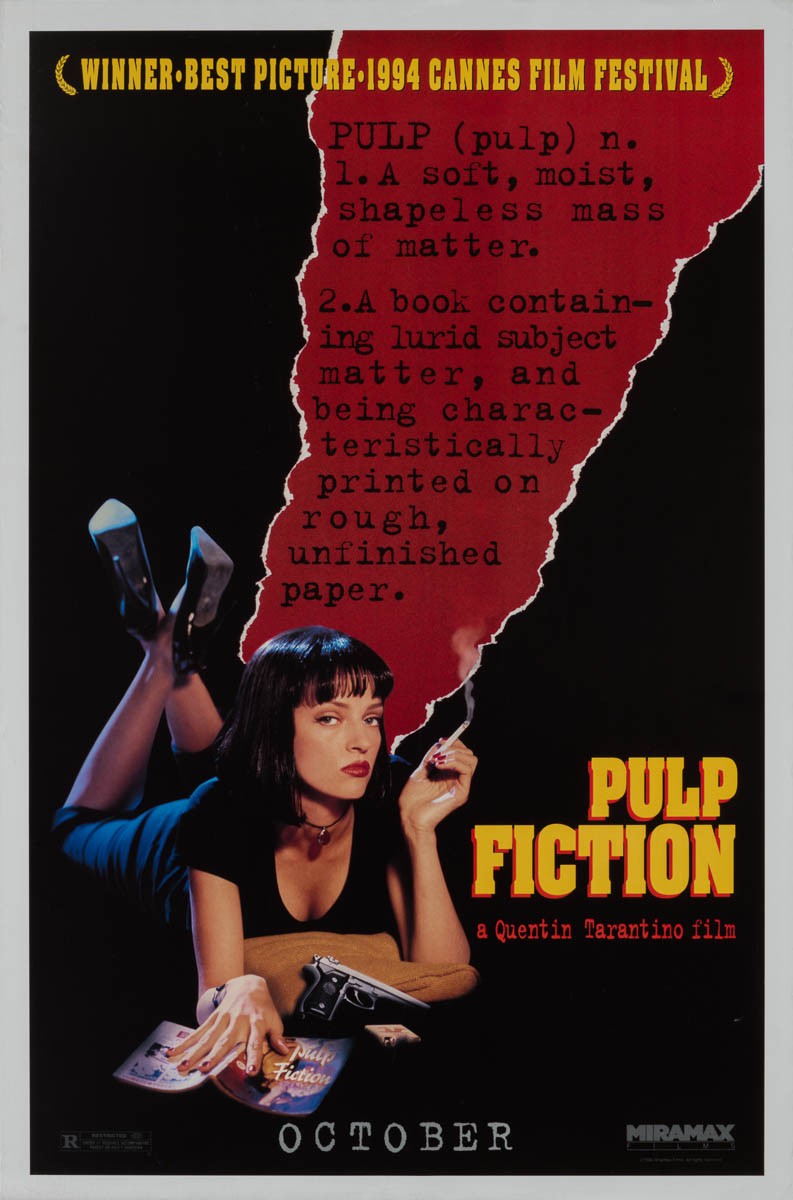 WINNER•BEST PICTURE•1994 CANNES FILM FESTIVAL
PULP (pulp) n.
1. A soft, moist,
shapeless mass
of matter.
2.A book contain-
ing lurid subject
matter, and
being charac-
teristically
printed on
rough,
unfinished
paper.
PULP
FICTION
a Quentin Tarantino film
Pulp
Fiction
OCTOBER
R
RESTRICTED
MIRAMAX
FILMS